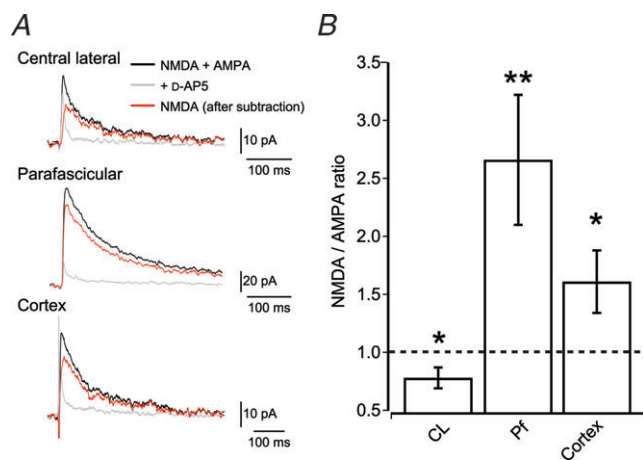 A
Central lateral
NMDA + AMPA
+ D-AP5
NMDA (after subtraction)
10 pA
100 ms
Parafascicular
20 pA
100 ms
Cortex
10 pA
100 ms
B
NMDA / AMPA ratio
3.5
3.0
2.5
2.0
1.5
1.0
0.5
**
*
*
CL
Pf
Cortex